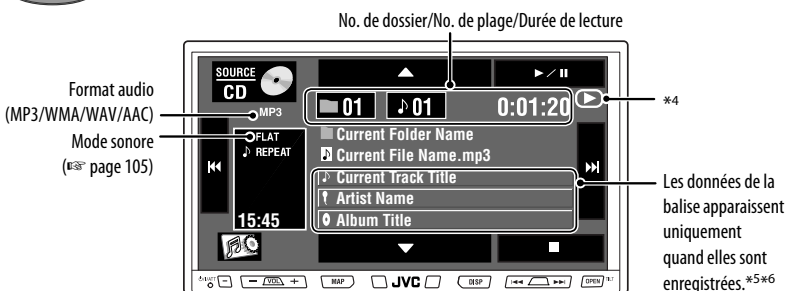 No. de dossier/No. de plage/Durée de lecture
SOURCE
CD
Format audio
(MP3/WMA/WAV/AAC)
MP3
01
01
0:01:20
*4
Mode sonore
(☞ page 105)
FLAT
REPEAT
Current Folder Name
Current File Name.mp3
Current Track Title
Artist Name
Album Title
15:45
Les données de la
balise apparaissent
uniquement
quand elles sont
enregistrées.*5*6
VOL
MAP
JVC
DISP
OPEN